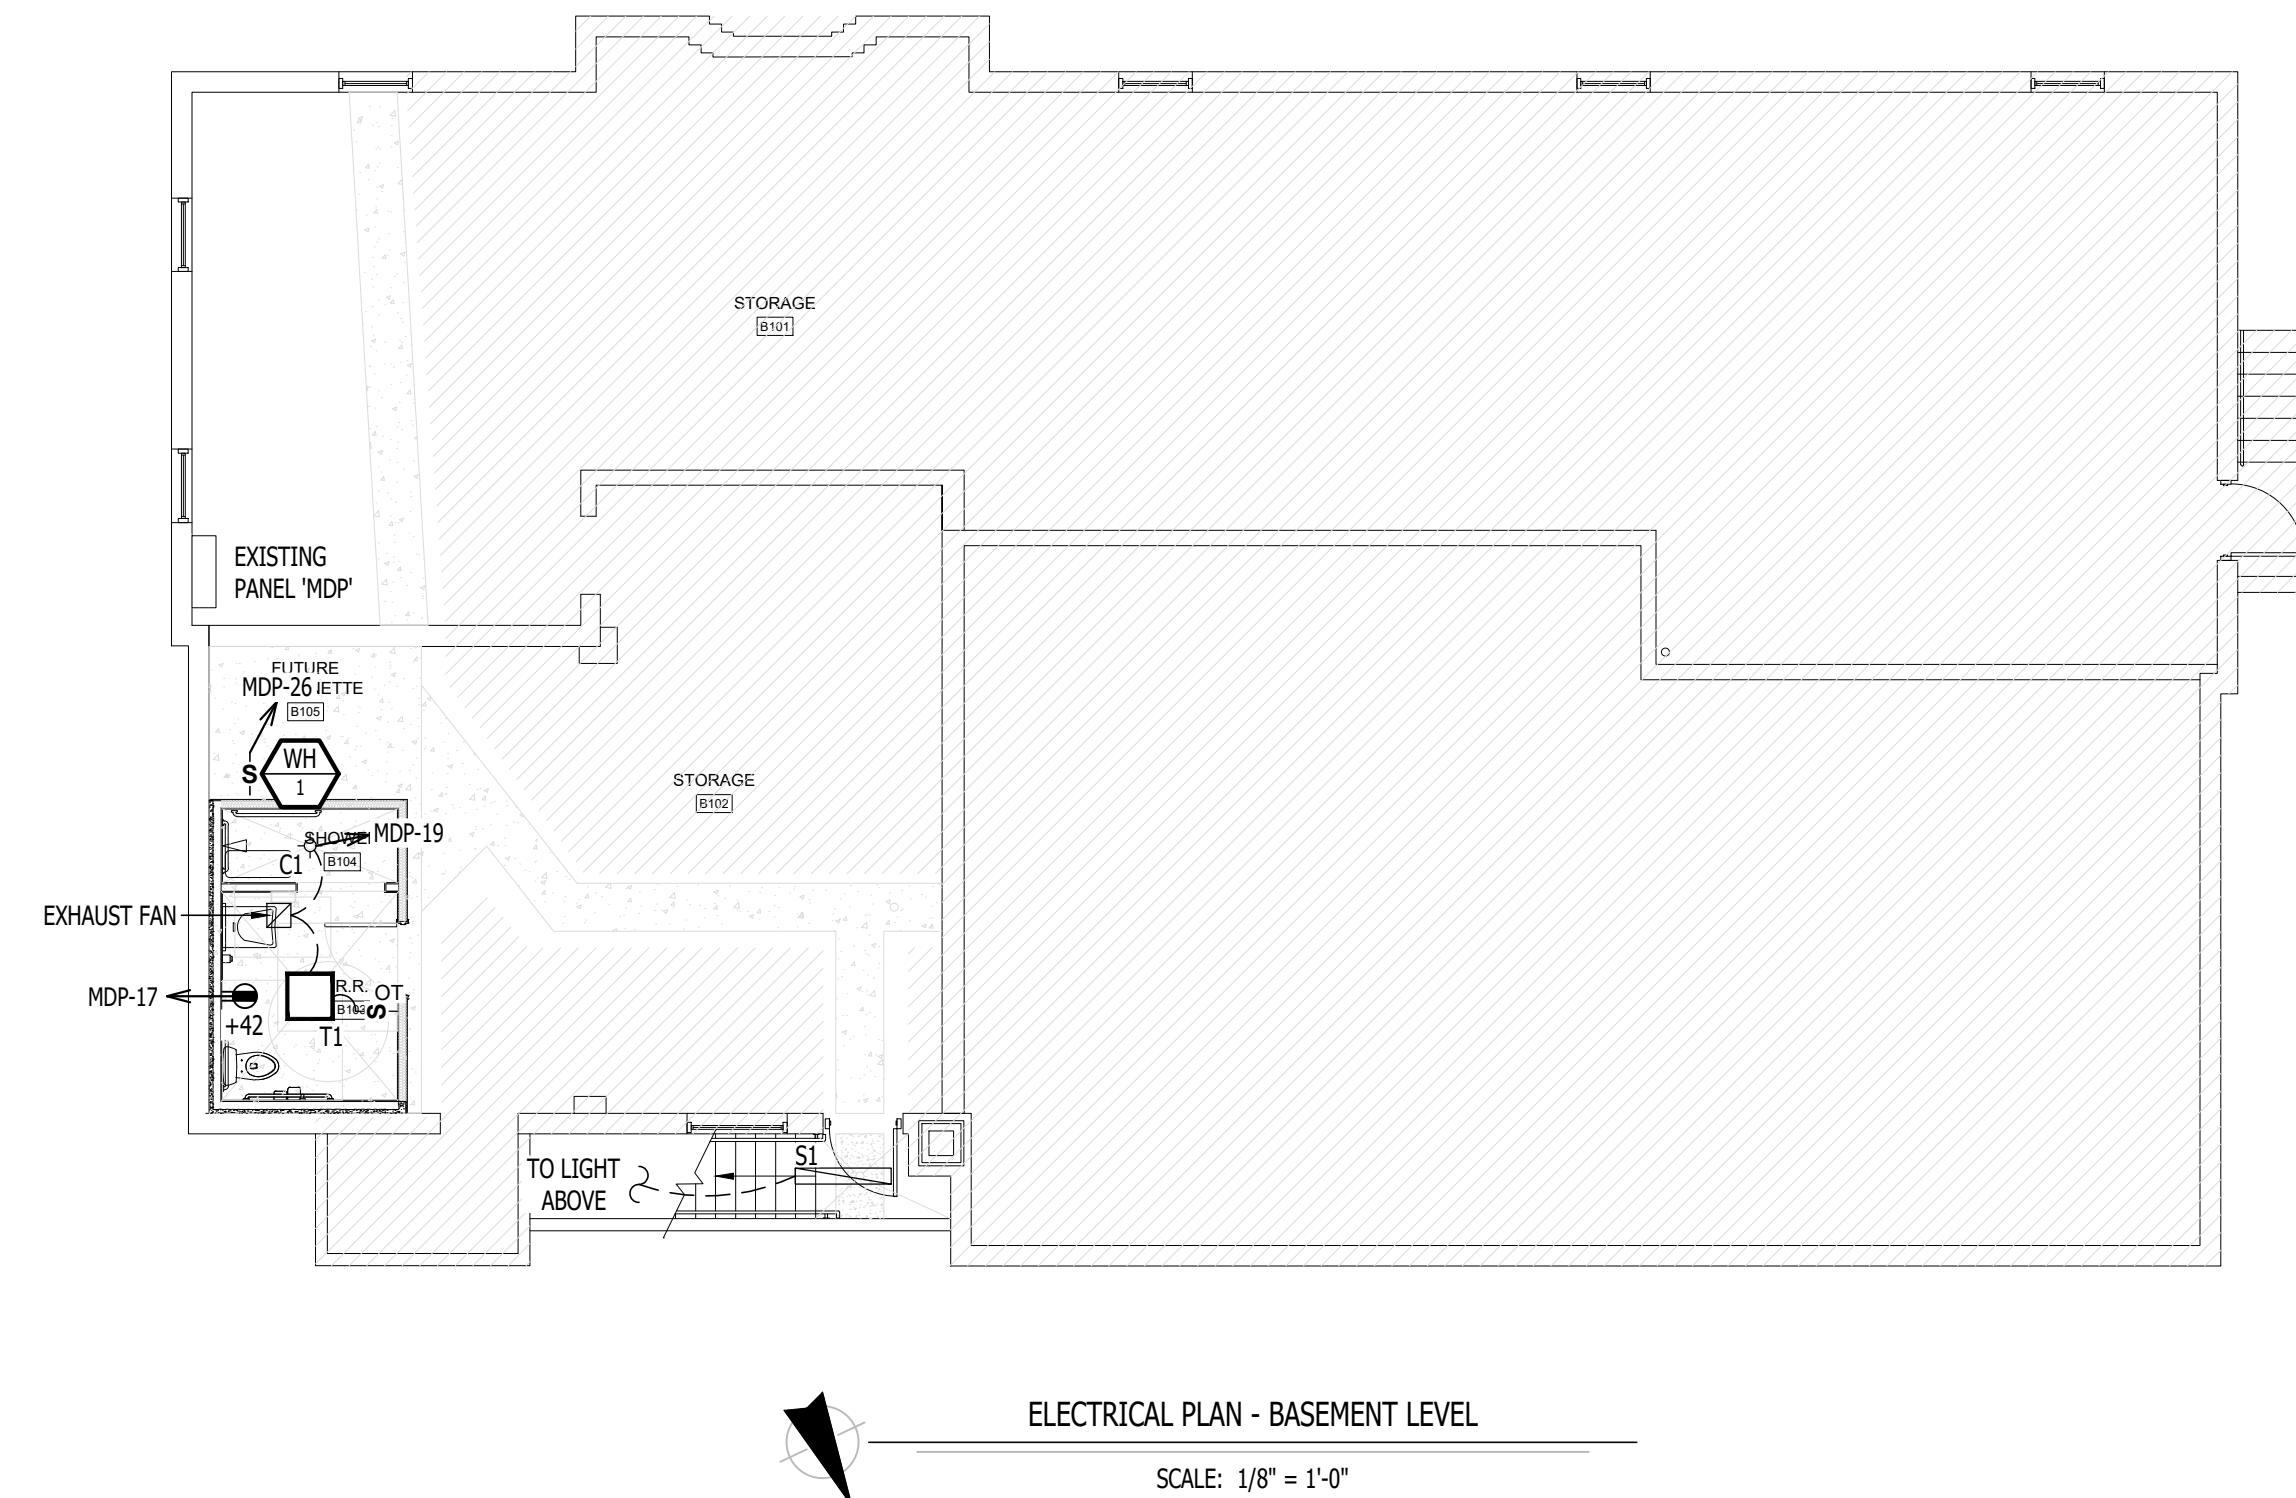 STORAGE
B101
EXISTING
PANEL 'MDP'
FUTURE
MDP-26
B105
WH
1
S
STORAGE
B102
MDP-19
C1
B104
EXHAUST FAN
R.R.
OT
S
MDP-17
+42
T1
TO LIGHT
ABOVE
S1
ELECTRICAL PLAN - BASEMENT LEVEL
SCALE: 1/8" = 1'-0"